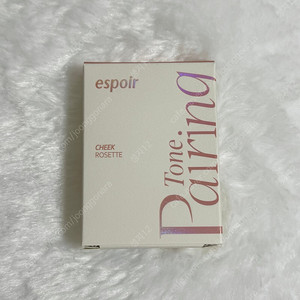 espoir
CHEEK
ROSETTE
Tone.
Pairing